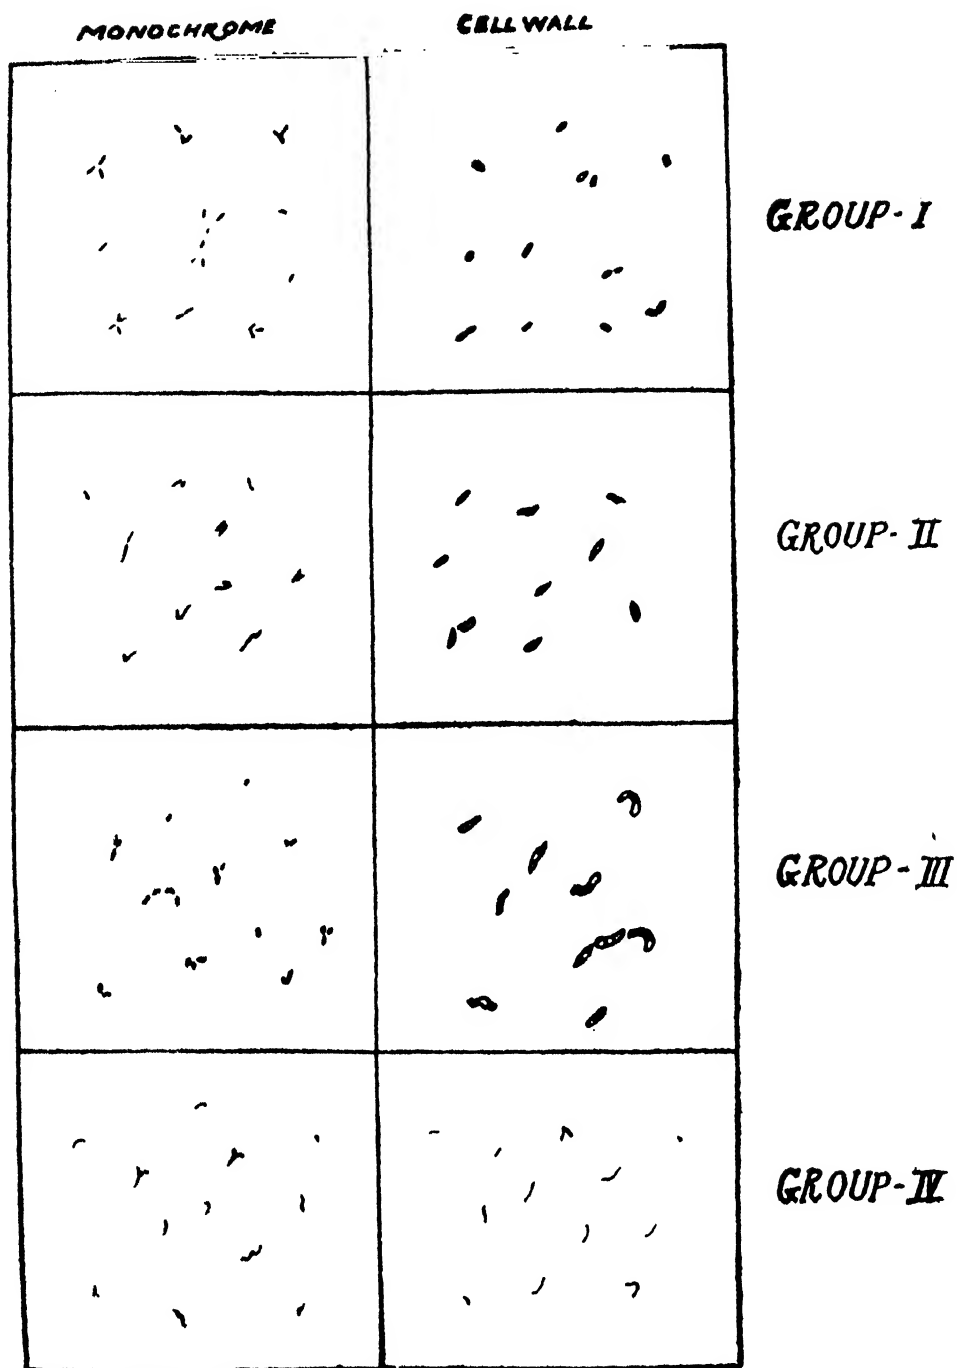 MONOCHROME
CELL WALL
GROUP - I
GROUP - II
GROUP - III
GROUP - IV